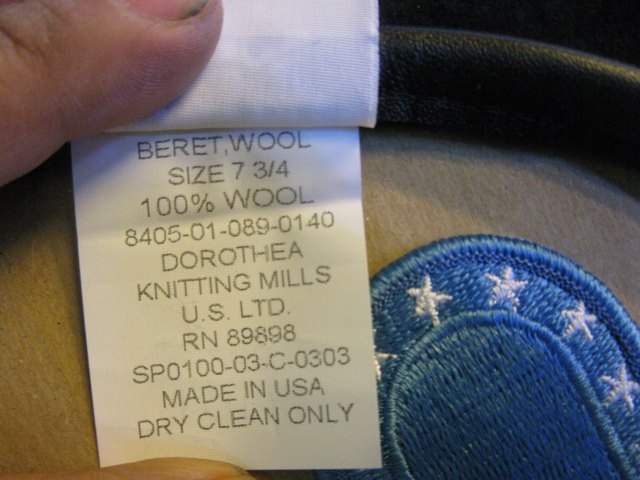 BERET,WOOL
SIZE 7 3/4
100% WOOL
8405-01-089-0140
DOROTHEA
KNITTING MILLS
U.S. LTD.
RN 89898
SP0100-03-C-0303
MADE IN USA
DRY CLEAN ONLY